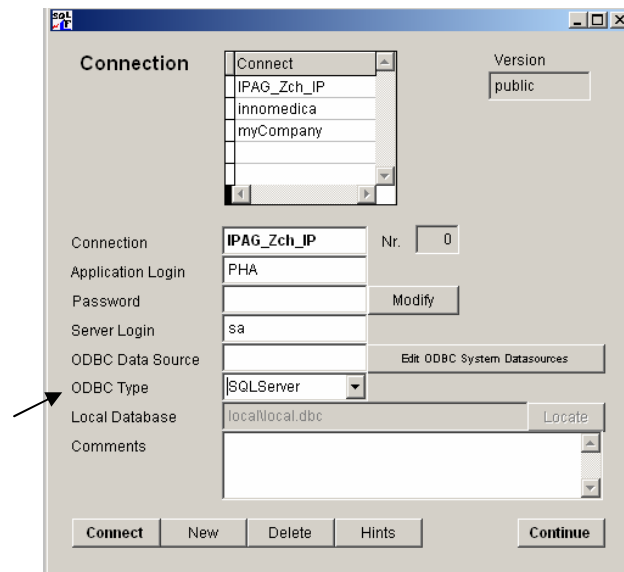 SQL
F
Connection
Connect
IPAG_Zch_IP
innomedica
myCompany
Version
public
Connection IPAG_Zch_IP Nr. 0
Application Login PHA
Password Modify
Server Login sa
ODBC Data Source Edit ODBC System Datasources
ODBC Type SQLServer
Local Database local\local.dbc Locate
Comments
Connect New Delete Hints Continue